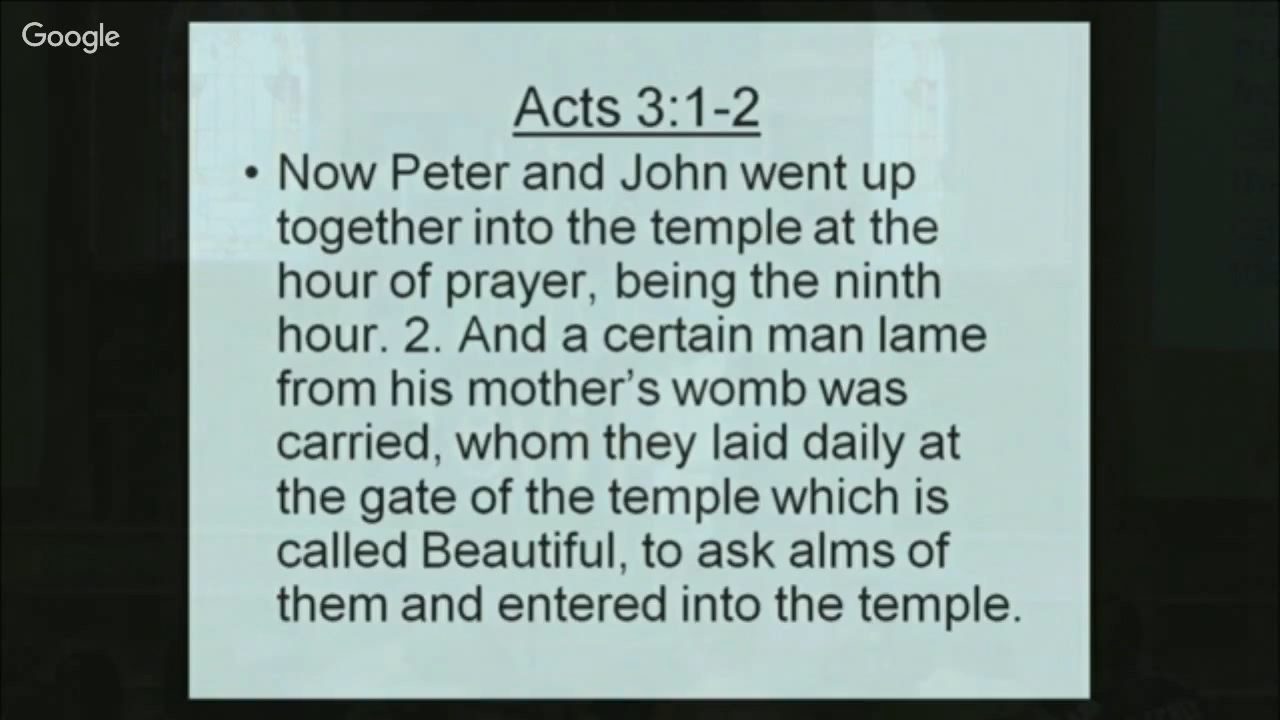 Google
Acts 3:1-2
• Now Peter and John went up
together into the temple at the
hour of prayer, being the ninth
hour. 2. And a certain man lame
from his mother’s womb was
carried, whom they laid daily at
the gate of the temple which is
called Beautiful, to ask alms of
them and entered into the temple.